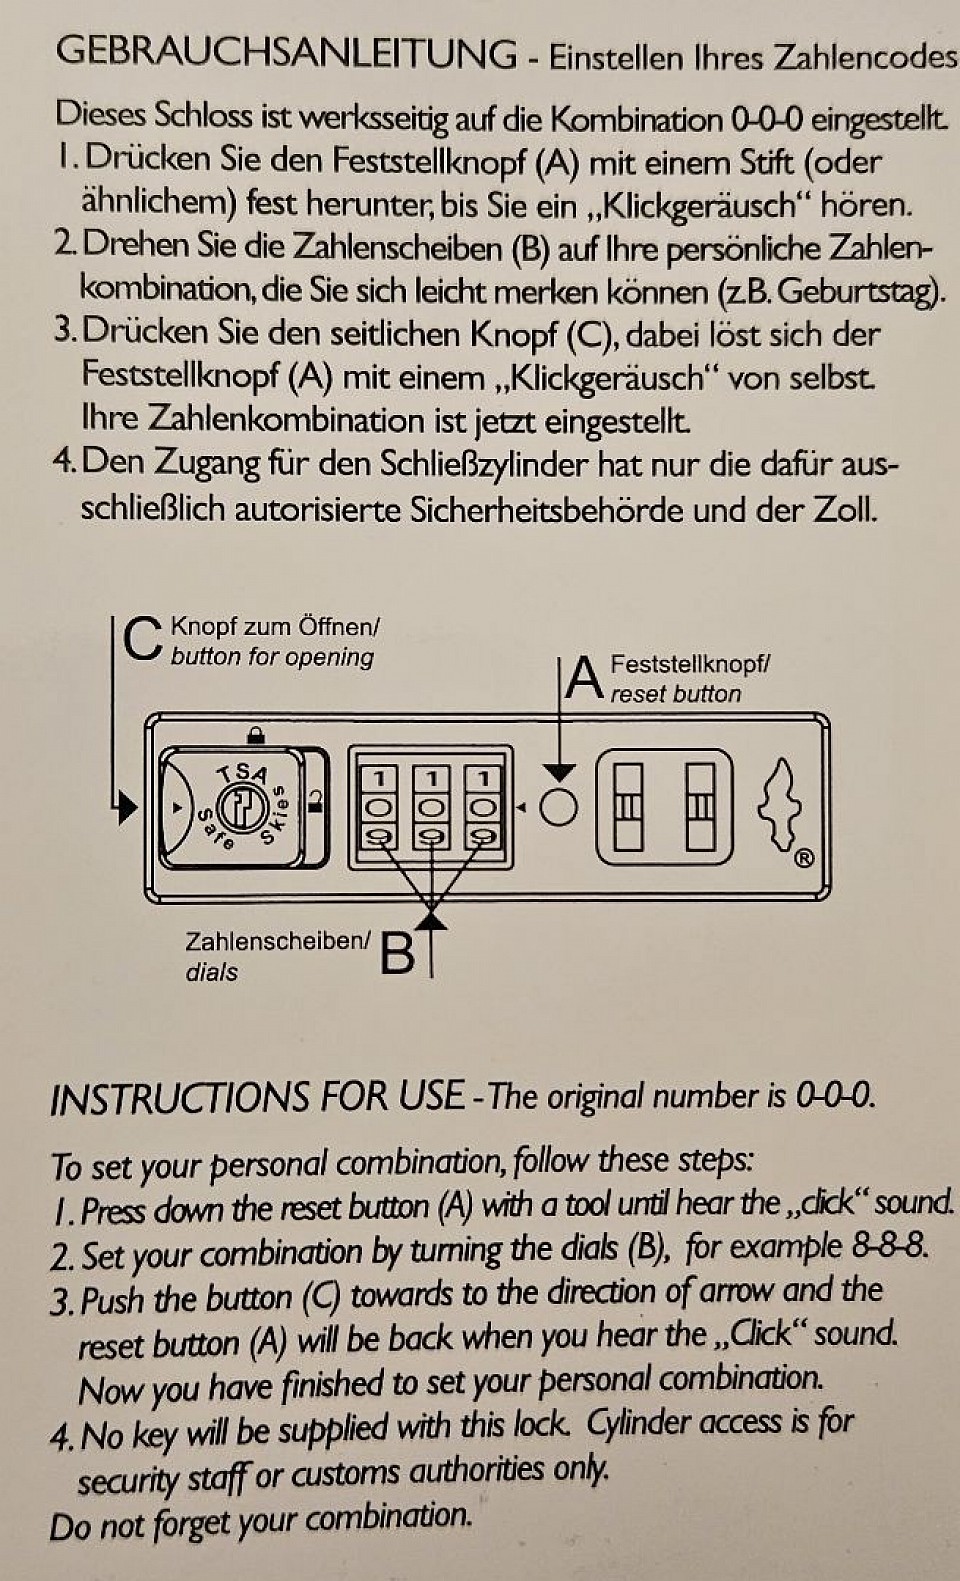 GEBRAUCHSANLEITUNG - Einstellen Ihres Zahlencodes
Dieses Schloss ist werksseitig auf die Kombination 0-0-0 eingestellt.
1. Drücken Sie den Feststellknopf (A) mit einem Stift (oder
ähnlichem) fest herunter, bis Sie ein „Klickgeräusch“ hören.
2. Drehen Sie die Zahlenscheiben (B) auf Ihre persönliche Zahlen-
kombination, die Sie sich leicht merken können (z.B. Geburtstag).
3. Drücken Sie den seitlichen Knopf (C), dabei löst sich der
Feststellknopf (A) mit einem „Klickgeräusch“ von selbst.
Ihre Zahlenkombination ist jetzt eingestellt.
4. Den Zugang für den Schließzylinder hat nur die dafür aus-
schließlich autorisierte Sicherheitsbehörde und der Zoll.
C Knopf zum Öffnen/
button for opening
A Feststellknopf/
reset button
TSA
Safe Skies
1 1 1
0 0 0
9 9 9
®
Zahlenscheiben/
dials
B
INSTRUCTIONS FOR USE - The original number is 0-0-0.
To set your personal combination, follow these steps:
1. Press down the reset button (A) with a tool until hear the „click“ sound.
2. Set your combination by turning the dials (B), for example 8-8-8.
3. Push the button (C) towards to the direction of arrow and the
reset button (A) will be back when you hear the „Click“ sound.
Now you have finished to set your personal combination.
4. No key will be supplied with this lock. Cylinder access is for
security staff or customs authorities only.
Do not forget your combination.